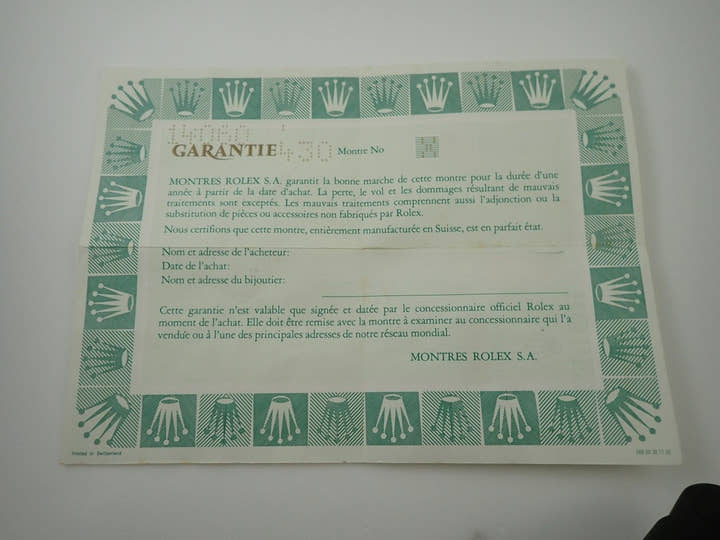 14060
GARANTIE 430 Montre No
MONTRES ROLEX S.A. garantit la bonne marche de cette montre pour la durée d'une
année à partir de la date d'achat. La perte, le vol et les dommages résultant de mauvais
traitements sont exceptés. Les mauvais traitements comprennent aussi l'adjonction ou la
substitution de pièces ou accessoires non fabriqués par Rolex.
Nous certifions que cette montre, entièrement manufacturée en Suisse, est en parfait état.
Nom et adresse de l'acheteur:
Date de l'achat:
Nom et adresse du bijoutier:
Cette garantie n'est valable que signée et datée par le concessionnaire officiel Rolex au
moment de l'achat. Elle doit être remise avec la montre à examiner au concessionnaire qui l'a
vendue ou à l'une des principales adresses de notre réseau mondial.
MONTRES ROLEX S.A.
Printed in Switzerland